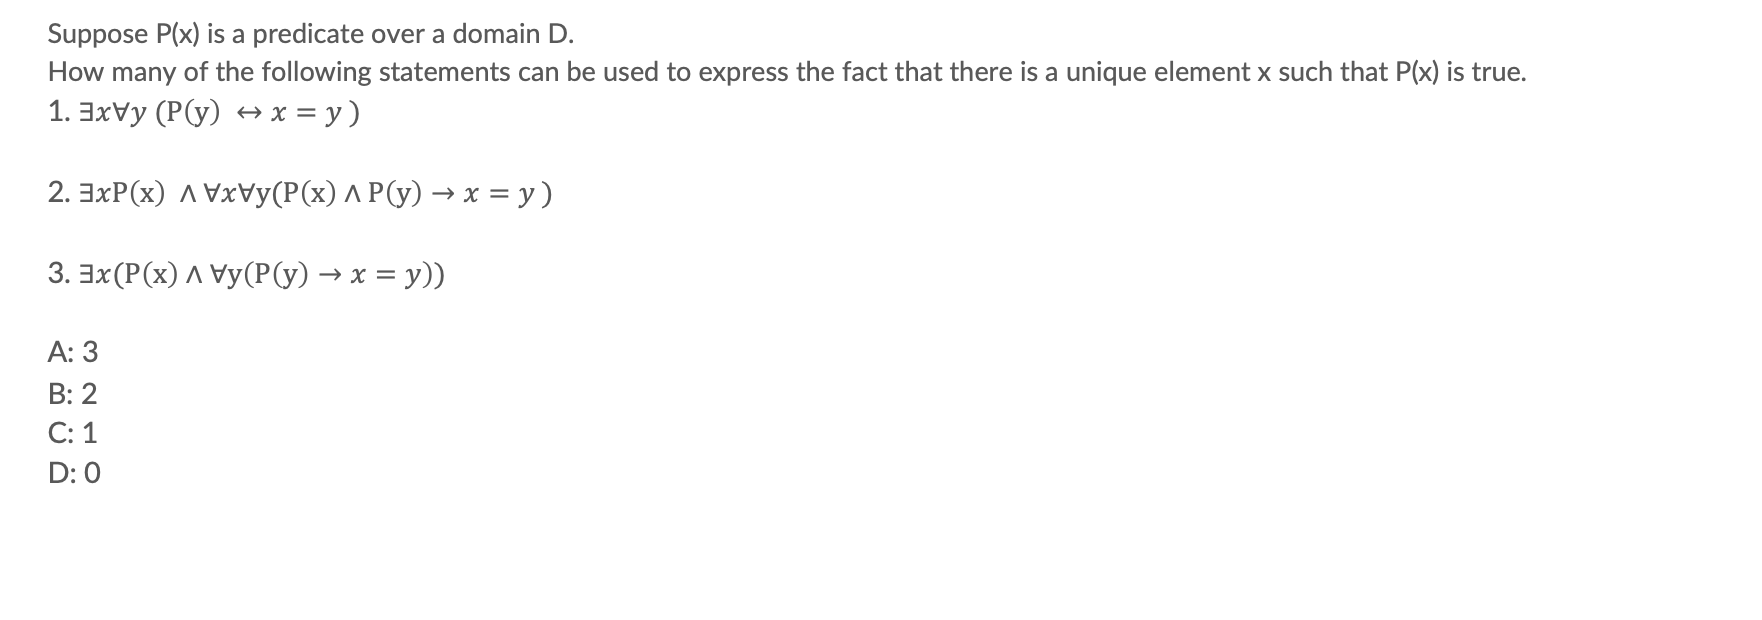 Suppose P(x) is a predicate over a domain D.
How many of the following statements can be used to express the fact that there is a unique element x such that P(x) is true.
1. ∃x∀y (P(y) ↔ x = y )
2. ∃xP(x) ∧ ∀x∀y(P(x) ∧ P(y) → x = y )
3. ∃x(P(x) ∧ ∀y(P(y) → x = y))
A: 3
B: 2
C: 1
D: 0